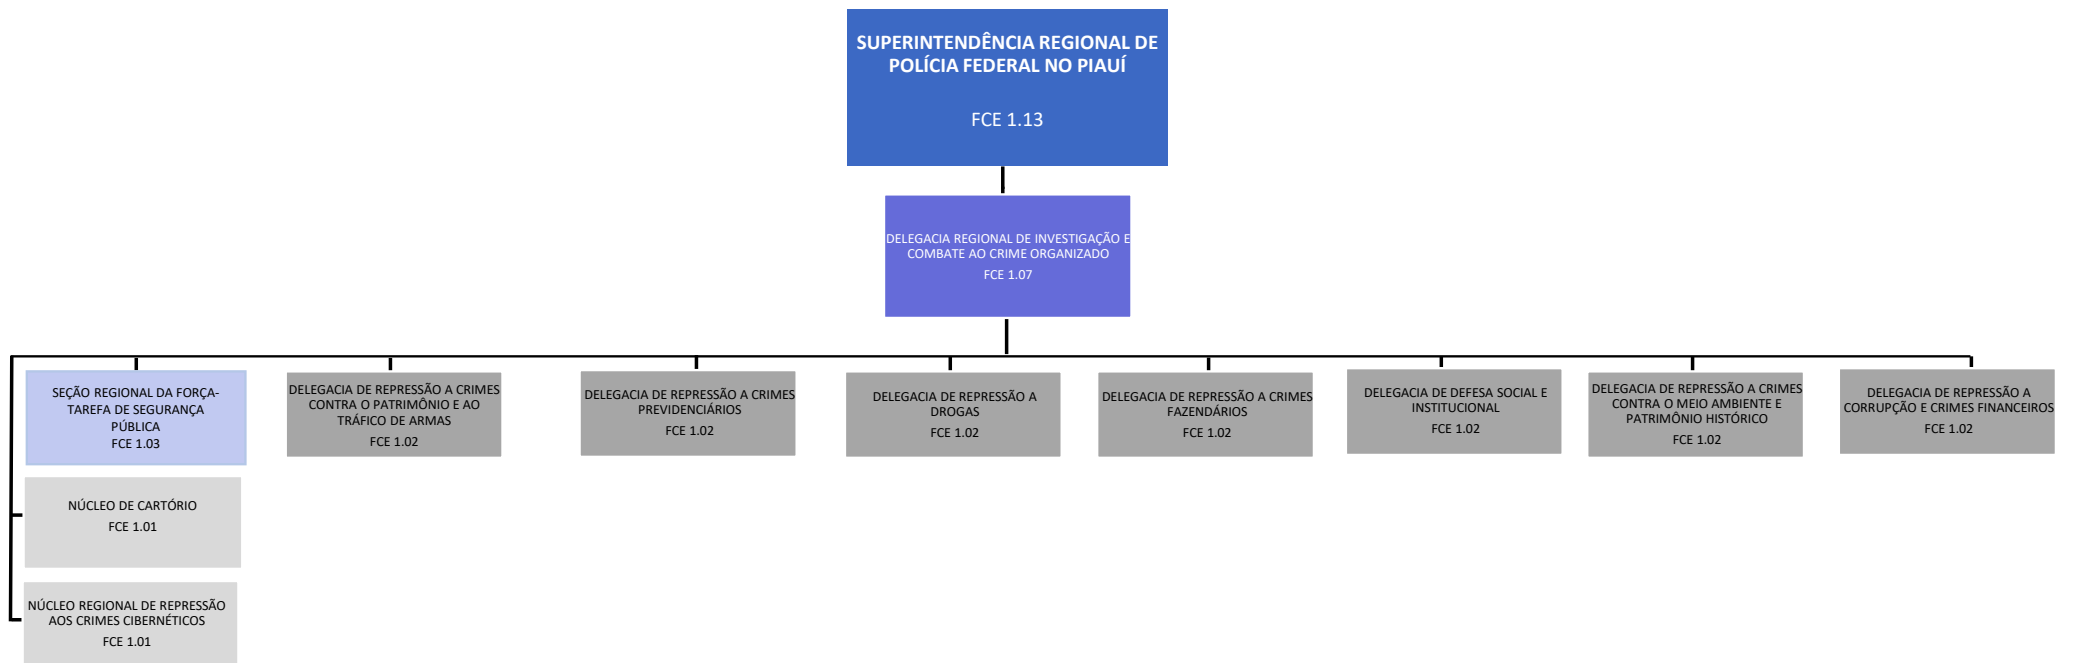 SUPERINTENDÊNCIA REGIONAL DE
POLÍCIA FEDERAL NO PIAUÍ
FCE 1.13
DELEGACIA REGIONAL DE INVESTIGAÇÃO E
COMBATE AO CRIME ORGANIZADO
FCE 1.07
SEÇÃO REGIONAL DA FORÇA-
TAREFA DE SEGURANÇA
PÚBLICA
FCE 1.03
DELEGACIA DE REPRESSÃO A CRIMES
CONTRA O PATRIMÔNIO E AO
TRÁFICO DE ARMAS
FCE 1.02
DELEGACIA DE REPRESSÃO A CRIMES
PREVIDENCIÁRIOS
FCE 1.02
DELEGACIA DE REPRESSÃO A
DROGAS
FCE 1.02
DELEGACIA DE REPRESSÃO A CRIMES
FAZENDÁRIOS
FCE 1.02
DELEGACIA DE DEFESA SOCIAL E
INSTITUCIONAL
FCE 1.02
DELEGACIA DE REPRESSÃO A CRIMES
CONTRA O MEIO AMBIENTE E
PATRIMÔNIO HISTÓRICO
FCE 1.02
DELEGACIA DE REPRESSÃO A
CORRUPÇÃO E CRIMES FINANCEIROS
FCE 1.02
NÚCLEO DE CARTÓRIO
FCE 1.01
NÚCLEO REGIONAL DE REPRESSÃO
AOS CRIMES CIBERNÉTICOS
FCE 1.01